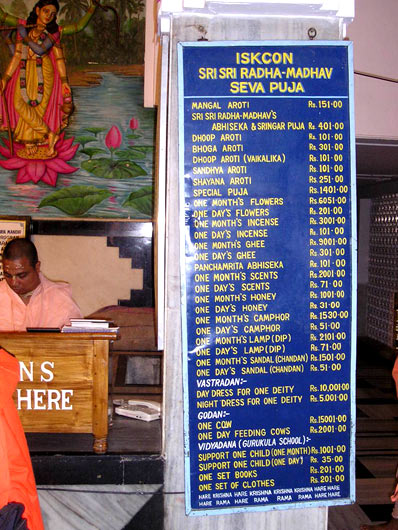 ISKCON
SRI SRI RADHA-MADHAV
SEVA PUJA
MANGAL AROTI Rs.151-00
SRI SRI RADHA-MADHAV'S
ABHISEKA & SRINGAR PUJA Rs.401-00
DHOOP AROTI Rs.101-00
BHOGA AROTI Rs.301-00
DHOOP AROTI (VAIKALIKA) Rs.101-00
SANDHYA AROTI Rs.101-00
SHAYANA AROTI Rs.251-00
SPECIAL PUJA Rs.1401-00
ONE MONTH'S FLOWERS Rs.6051-00
ONE DAY'S FLOWERS Rs.201-00
ONE MONTH'S INCENSE Rs.3001-00
ONE DAY'S INCENSE Rs.101-00
ONE MONTH'S GHEE Rs.9001-00
ONE DAY'S GHEE Rs.301-00
PANCHAMRITA ABHISEKA Rs.101-00
ONE MONTH'S SCENTS Rs.2001-00
ONE DAY'S SCENTS Rs.71-00
ONE MONTH'S HONEY Rs.1001-00
ONE DAY'S HONEY Rs.31-00
ONE MONTH'S CAMPHOR Rs.1530-00
ONE DAY'S CAMPHOR Rs.51-00
ONE MONTH'S LAMP (DIP) Rs.2101-00
ONE DAY'S LAMP (DIP) Rs.71-00
ONE MONTH'S SANDAL (CHANDAN) Rs.1501-00
ONE DAY'S SANDAL (CHANDAN) Rs.51-00
VASTRADAN:-
DAY DRESS FOR ONE DEITY Rs.10,001-00
NIGHT DRESS FOR ONE DEITY Rs.5,001-00
GODAN:-
ONE COW Rs.15001-00
ONE DAY FEEDING COWS Rs.2001-00
VIDYADANA (GURUKULA SCHOOL):-
SUPPORT ONE CHILD (ONE MONTH) Rs.1001-00
SUPPORT ONE CHILD (ONE DAY) Rs.35-00
ONE SET BOOKS Rs.201-00
ONE SET OF CLOTHES Rs.201-00
HARE KRISHNA HARE KRISHNA KRISHNA KRISHNA HARE HARE
HARE RAMA HARE RAMA RAMA RAMA HARE HARE
NS
HERE